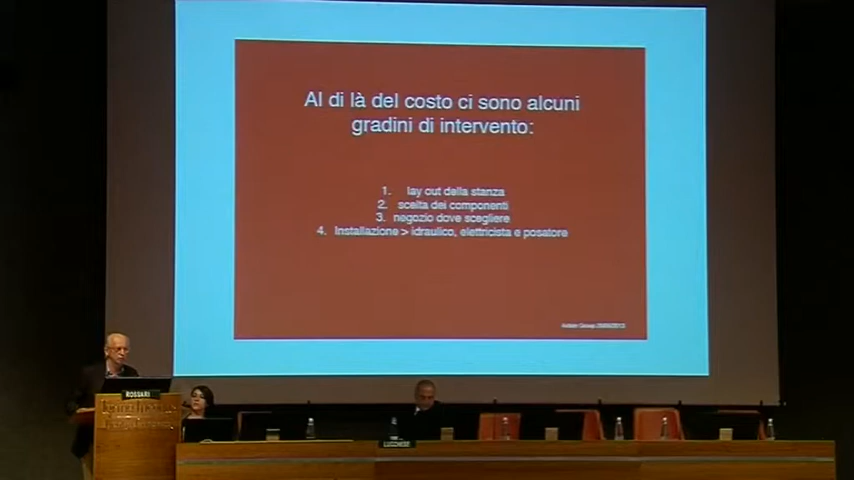 Al di là del costo ci sono alcuni
gradini di intervento:
1. lay out della stanza
2. scelta dei componenti
3. negozio dove scegliere
4. Installazione > idraulico, elettricista e posatore
ROSSARI
LUCCHESE